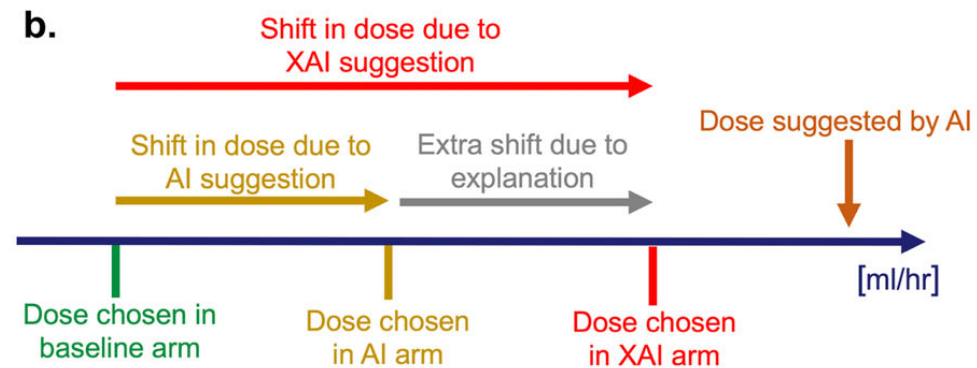 b.
Shift in dose due to
XAI suggestion
Dose suggested by AI
Shift in dose due to
AI suggestion
Extra shift due to
explanation
[ml/hr]
Dose chosen in
baseline arm
Dose chosen
in AI arm
Dose chosen
in XAI arm